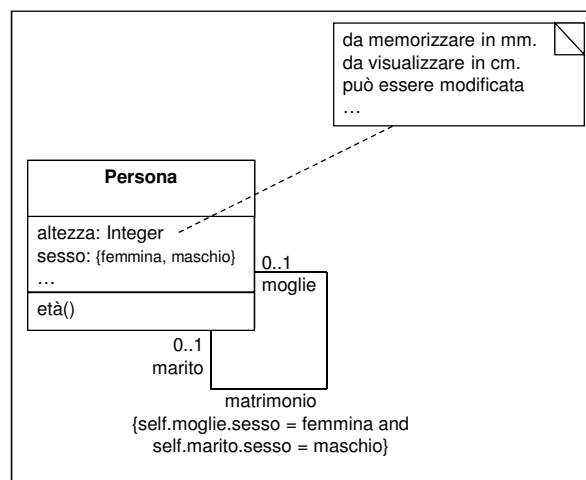 da memorizzare in mm.
da visualizzare in cm.
può essere modificata
…
Persona
altezza: Integer
sesso: {femmina, maschio}
…
età()
0..1
moglie
0..1
marito
matrimonio
{self.moglie.sesso = femmina and
self.marito.sesso = maschio}